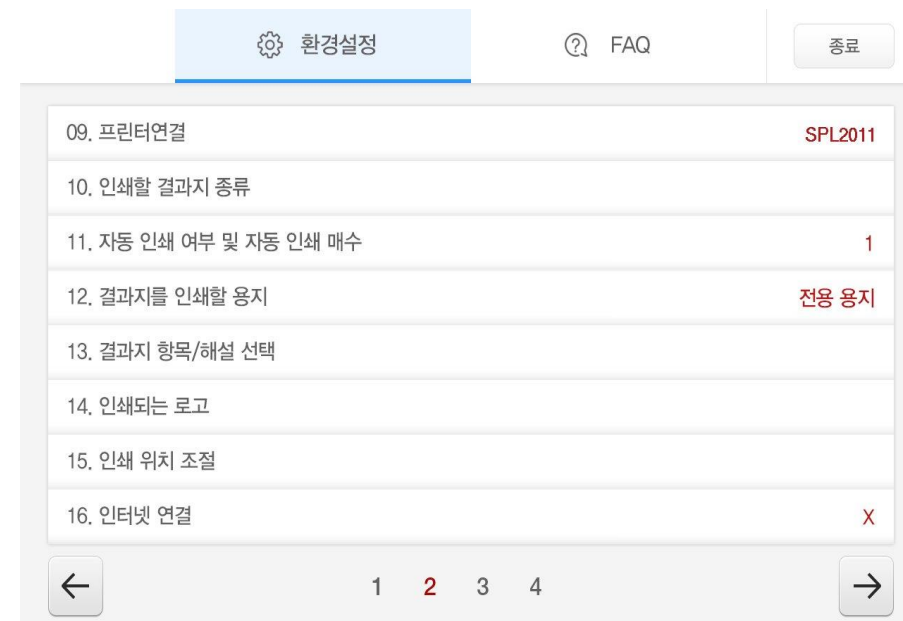 환경설정
FAQ
종료
09. 프린터연결 SPL2011
10. 인쇄할 결과지 종류
11. 자동 인쇄 여부 및 자동 인쇄 매수 1
12. 결과지를 인쇄할 용지 전용 용지
13. 결과지 항목/해설 선택
14. 인쇄되는 로고
15. 인쇄 위치 조절
16. 인터넷 연결 X
1 2 3 4